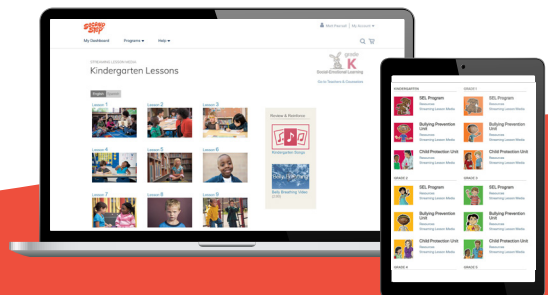 SECOND
STEP
My Dashboard Programs Help
My Account
STREAMING LESSON MEDIA
Kindergarten Lessons
grade
K
Social-Emotional Learning
Go to Teachers & Counselors
English
Lesson 1 Lesson 2 Lesson 3
Lesson 4 Lesson 5 Lesson 6
Lesson 7 Lesson 8 Lesson 9
Review & Reinforce
Kindergarten Songs
Belly Breathing
Belly Breathing Video
KINDERGARTEN GRADE 1
SEL Program SEL Program
Resources Resources
Streaming Lesson Media Streaming Lesson Media
Bullying Prevention Bullying Prevention
Unit Unit
Resources Resources
Streaming Lesson Media Streaming Lesson Media
Child Protection Unit Child Protection Unit
Resources Resources
Streaming Lesson Media Streaming Lesson Media
GRADE 2 GRADE 3
SEL Program SEL Program
Resources Resources
Streaming Lesson Media Streaming Lesson Media
Bullying Prevention Bullying Prevention
Unit Unit
Resources Resources
Streaming Lesson Media Streaming Lesson Media
Child Protection Unit Child Protection Unit
Resources Resources
Streaming Lesson Media Streaming Lesson Media
GRADE 4 GRADE 5